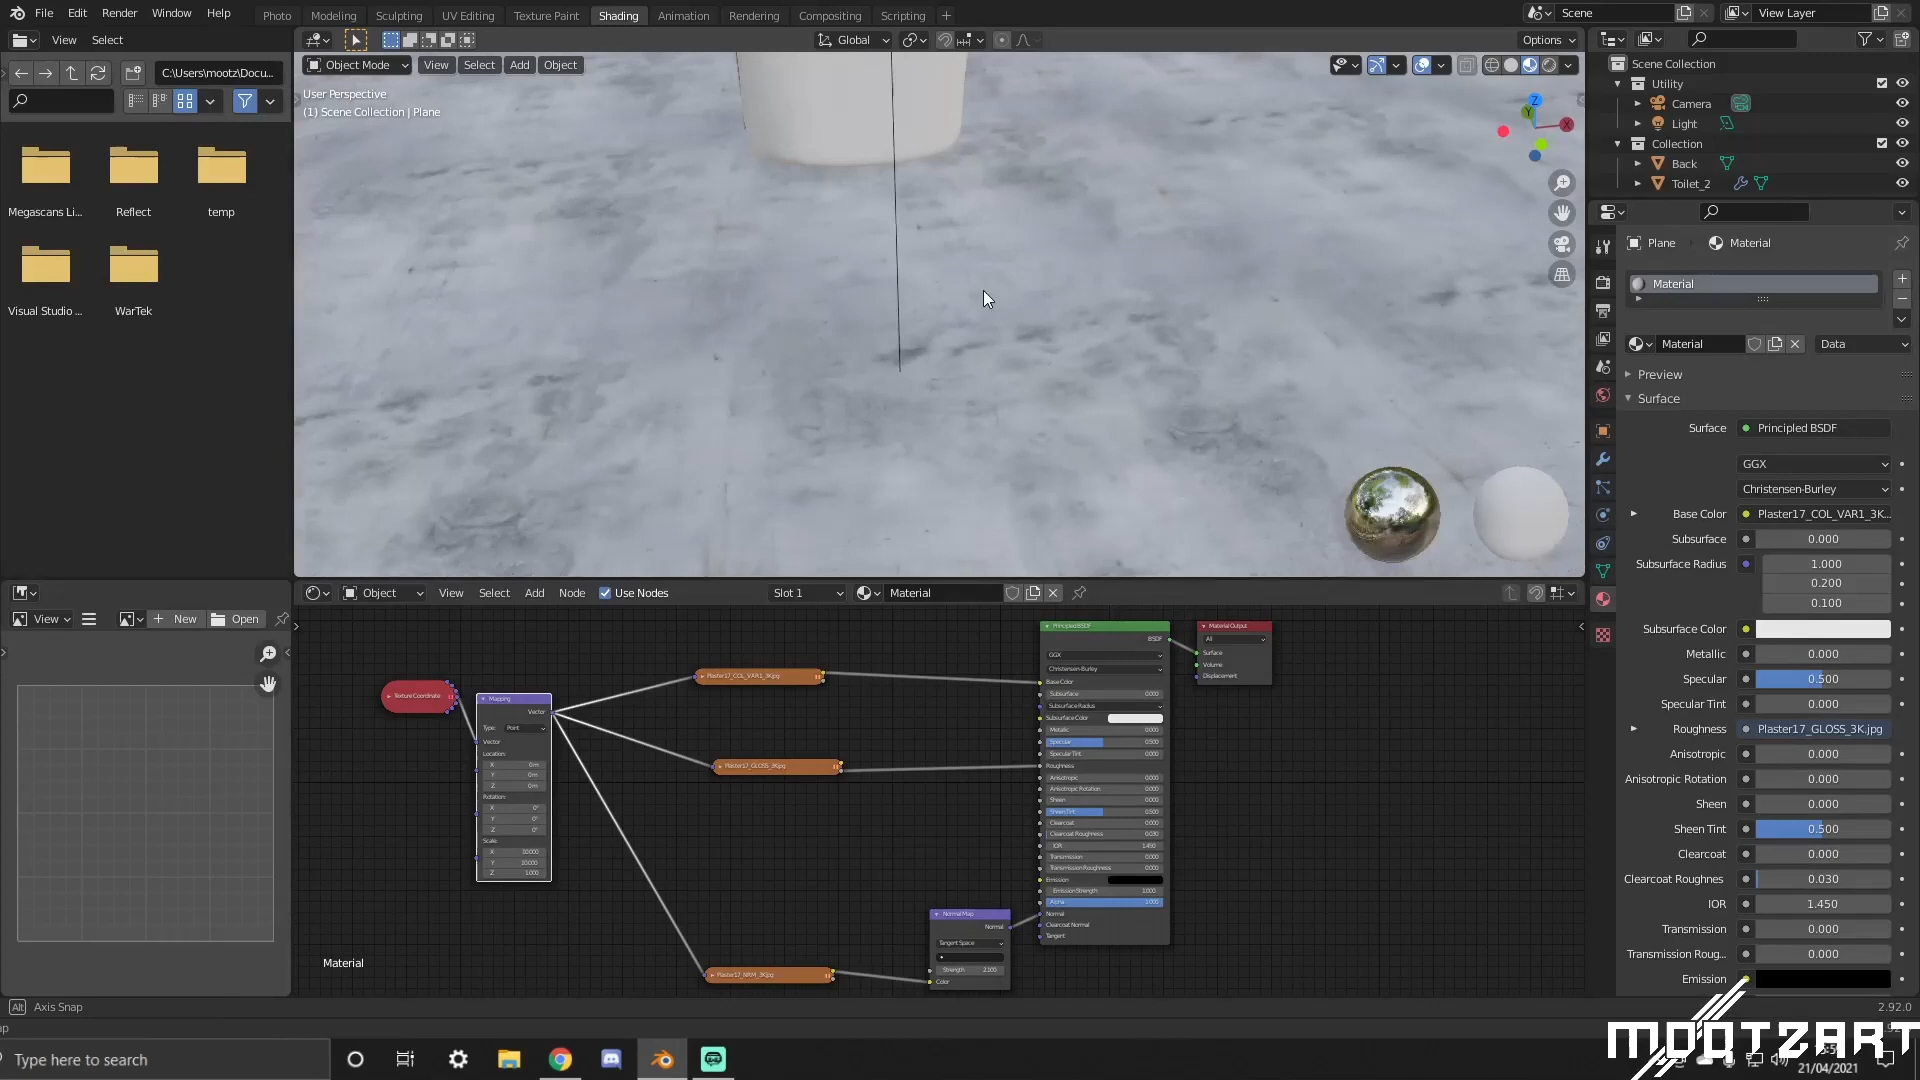 File Edit Render Window Help
Photo Modeling Sculpting UV Editing Texture Paint Shading Animation Rendering Compositing Scripting +
Scene
View Layer
View Select
Global
Options
C:\Users\mootz\Docu...
Object Mode View Select Add Object
User Perspective
(1) Scene Collection | Plane
Z
Y
X
Megascans Li...
Reflect
temp
Visual Studio ...
WarTek
Scene Collection
Utility
Camera
Light
Collection
Back
Toilet_2
Plane Material
Material
Material Data
Preview
Surface
Surface Principled BSDF
GGX
Christensen-Burley
Base Color Plaster17_COL_VAR1_3K...
Subsurface 0.000
Subsurface Radius 1.000
0.200
0.100
Subsurface Color
Metallic 0.000
Specular 0.500
Specular Tint 0.000
Roughness Plaster17_GLOSS_3K.jpg
Anisotropic 0.000
Anisotropic Rotation 0.000
Sheen 0.000
Sheen Tint 0.500
Clearcoat 0.000
Clearcoat Roughnes 0.030
IOR 1.450
Transmission 0.000
Transmission Roug... 0.000
Emission
View New Open
Object View Select Add Node Use Nodes Slot 1 Material
Texture Coordinate
Mapping
Vector
Type: Point
Vector
Location:
X 0m
Y 0m
Z 0m
Rotation:
X 0°
Y 0°
Z 0°
Scale:
X 10.000
Y 10.000
Z 1.000
Plaster17_COL_VAR1_3K.jpg
Plaster17_GLOSS_3K.jpg
Plaster17_NRM_3K.jpg
Normal Map
Normal
Tangent Space
Strength 2.100
Color
Principled BSDF
BSDF
GGX
Christensen-Burley
Base Color
Subsurface 0.000
Subsurface Radius
Subsurface Color
Metallic 0.000
Specular 0.500
Specular Tint 0.000
Roughness
Anisotropic 0.000
Anisotropic Rotation 0.000
Sheen 0.000
Sheen Tint 0.500
Clearcoat 0.000
Clearcoat Roughness 0.030
IOR 1.450
Transmission 0.000
Transmission Roughness 0.000
Emission
Emission Strength 1.000
Alpha 1.000
Normal
Clearcoat Normal
Tangent
Material Output
All
Surface
Volume
Displacement
Material
Alt Axis Snap
2.92.0
Type here to search
MOOTZART
21/04/2021